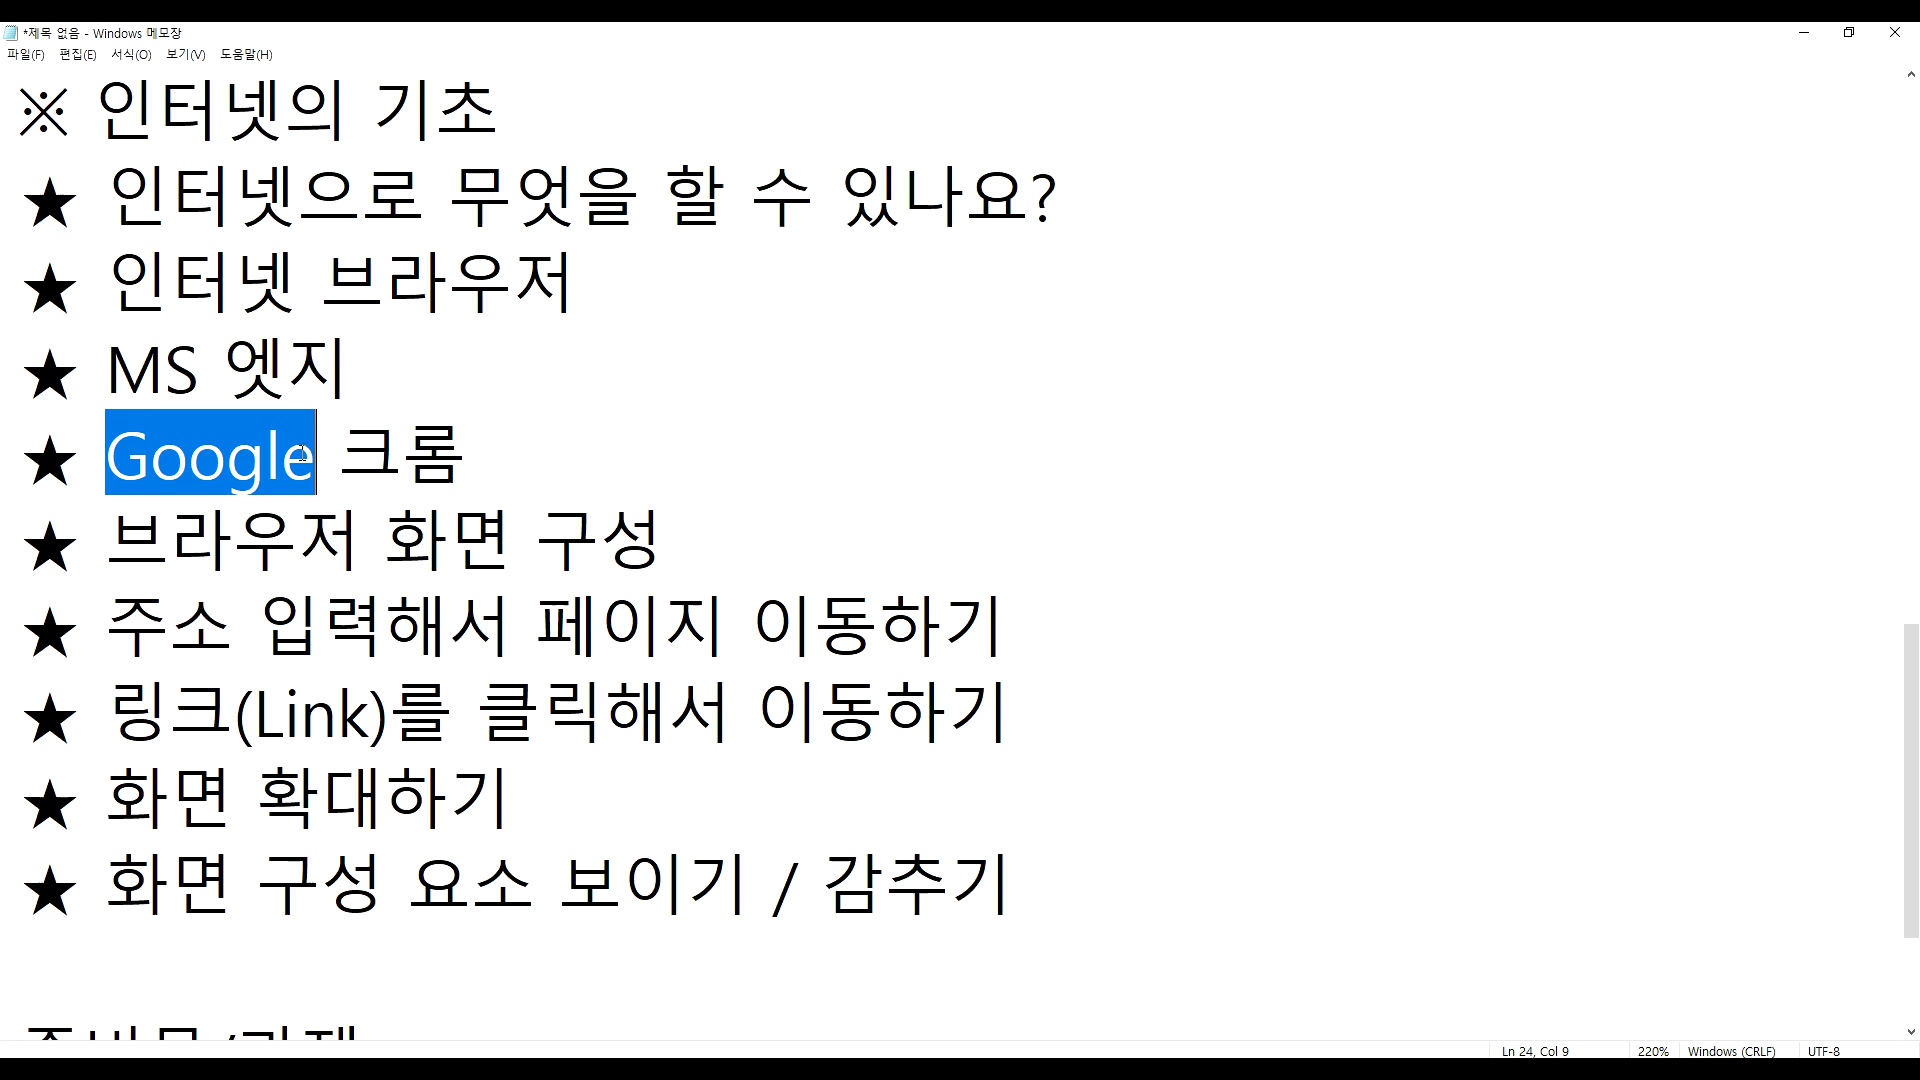 *제목 없음 - Windows 메모장
파일(F) 편집(E) 서식(O) 보기(V) 도움말(H)
※ 인터넷의 기초
★ 인터넷으로 무엇을 할 수 있나요?
★ 인터넷 브라우저
★ MS 엣지
★ Google 크롬
★ 브라우저 화면 구성
★ 주소 입력해서 페이지 이동하기
★ 링크(Link)를 클릭해서 이동하기
★ 화면 확대하기
★ 화면 구성 요소 보이기 / 감추기
Ln 24, Col 9 220% Windows (CRLF) UTF-8